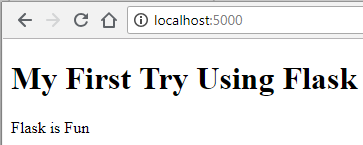 localhost:5000
My First Try Using Flask
Flask is Fun